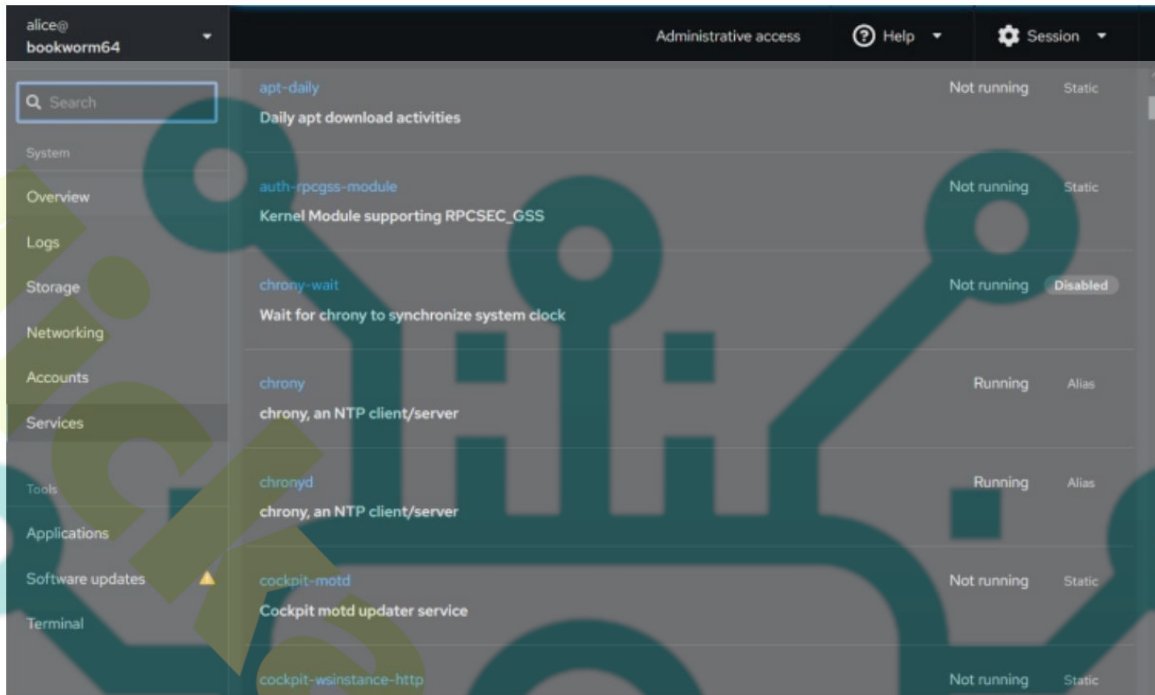 alice@
bookworm64
Administrative access
Help
Session
Search
System
Overview
Logs
Storage
Networking
Accounts
Services
Tools
Applications
Software updates
Terminal
apt-daily Not running Static
Daily apt download activities
auth-rpcgss-module Not running Static
Kernel Module supporting RPCSEC_GSS
chrony-wait Not running Disabled
Wait for chrony to synchronize system clock
chrony Running Alias
chrony, an NTP client/server
chronyd Running Alias
chrony, an NTP client/server
cockpit-motd Not running Static
Cockpit motd updater service
cockpit-wsinstance-http Not running Static